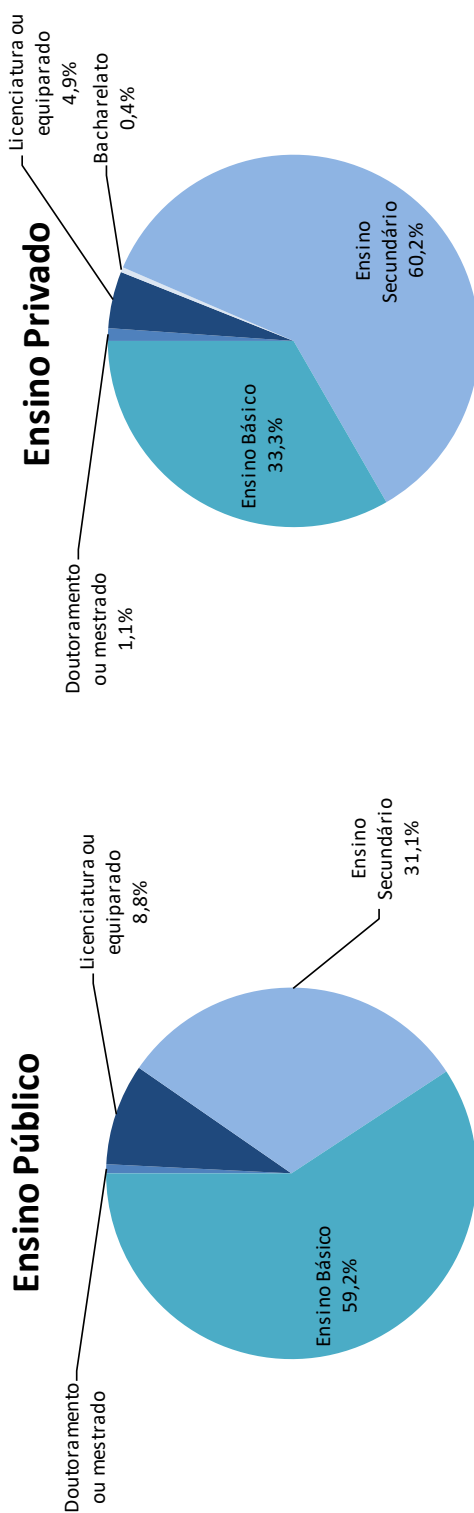 Ensino Público
Doutoramento
ou mestrado
Licenciatura ou
equiparado
8,8%
Ensino
Secundário
31,1%
Ensino Básico
59,2%
Ensino Privado
Doutoramento
ou mestrado
1,1%
Licenciatura ou
equiparado
4,9%
Bacharelato
0,4%
Ensino
Secundário
60,2%
Ensino Básico
33,3%